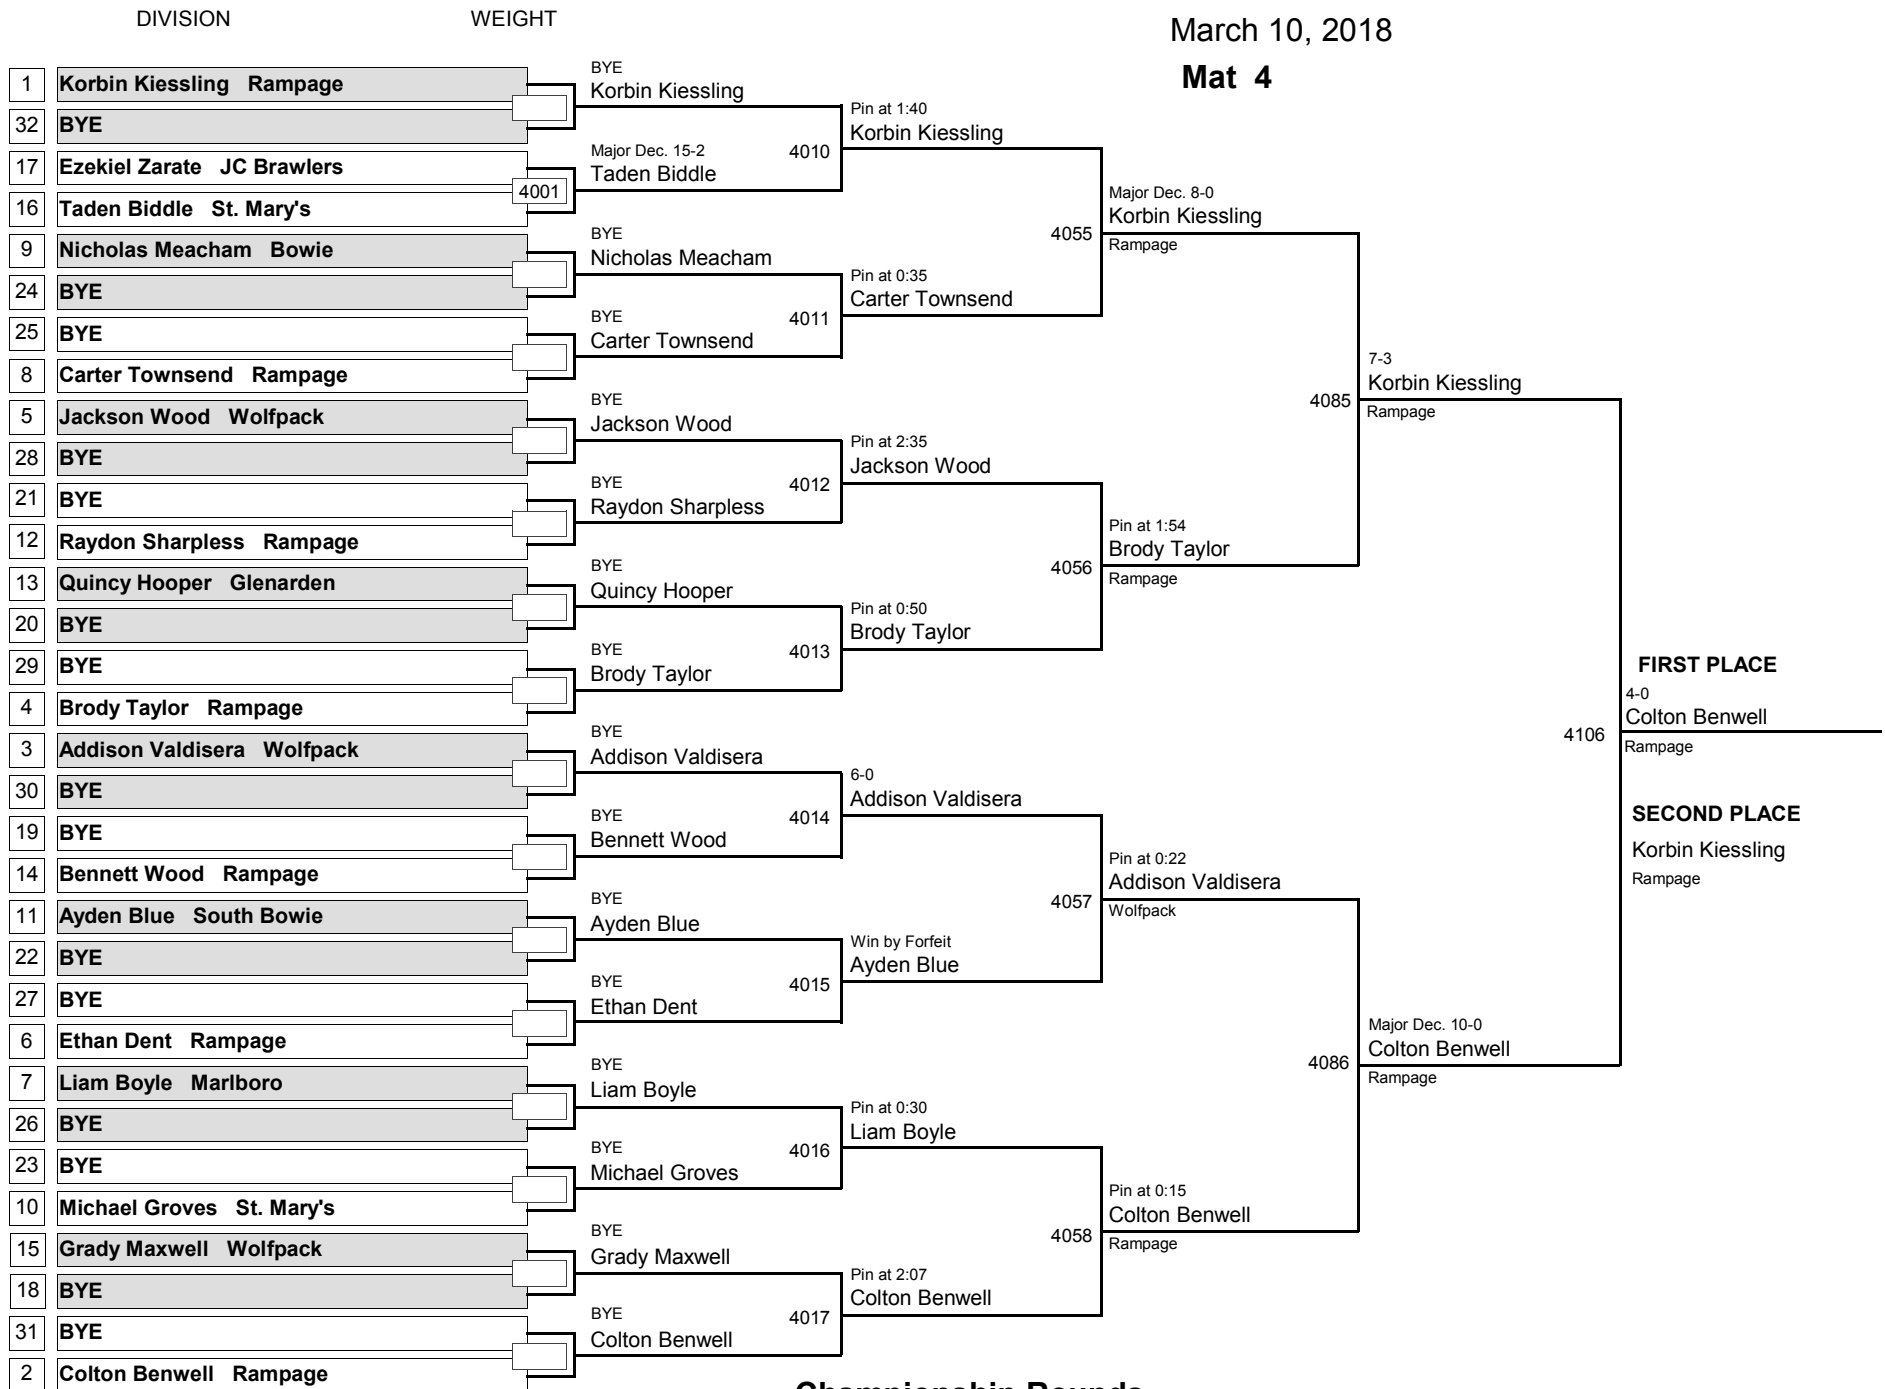 DIVISION WEIGHT
March 10, 2018
Mat 4
1 Korbin Kiessling Rampage
32 BYE
17 Ezekiel Zarate JC Brawlers
4001
16 Taden Biddle St. Mary's
9 Nicholas Meacham Bowie
24 BYE
25 BYE
8 Carter Townsend Rampage
5 Jackson Wood Wolfpack
28 BYE
21 BYE
12 Raydon Sharpless Rampage
13 Quincy Hooper Glenarden
20 BYE
29 BYE
4 Brody Taylor Rampage
3 Addison Valdisera Wolfpack
30 BYE
19 BYE
14 Bennett Wood Rampage
11 Ayden Blue South Bowie
22 BYE
27 BYE
6 Ethan Dent Rampage
7 Liam Boyle Marlboro
26 BYE
23 BYE
10 Michael Groves St. Mary's
15 Grady Maxwell Wolfpack
18 BYE
31 BYE
2 Colton Benwell Rampage
BYE
Korbin Kiessling
Major Dec. 15-2
Taden Biddle
4010
BYE
Nicholas Meacham
BYE
Carter Townsend
4011
BYE
Jackson Wood
BYE
Raydon Sharpless
4012
BYE
Quincy Hooper
BYE
Brody Taylor
4013
BYE
Addison Valdisera
BYE
Bennett Wood
4014
BYE
Ayden Blue
BYE
Ethan Dent
4015
BYE
Liam Boyle
BYE
Michael Groves
4016
BYE
Grady Maxwell
BYE
Colton Benwell
4017
Pin at 1:40
Korbin Kiessling
4055
Pin at 0:35
Carter Townsend
Pin at 2:35
Jackson Wood
4056
Pin at 0:50
Brody Taylor
6-0
Addison Valdisera
4057
Win by Forfeit
Ayden Blue
Pin at 0:30
Liam Boyle
4058
Pin at 2:07
Colton Benwell
Major Dec. 8-0
Korbin Kiessling
Rampage
4085
Pin at 1:54
Brody Taylor
Rampage
Pin at 0:22
Addison Valdisera
Wolfpack
4086
Pin at 0:15
Colton Benwell
Rampage
7-3
Korbin Kiessling
Rampage
4106
Major Dec. 10-0
Colton Benwell
Rampage
FIRST PLACE
4-0
Colton Benwell
Rampage
SECOND PLACE
Korbin Kiessling
Rampage
Championship Rounds